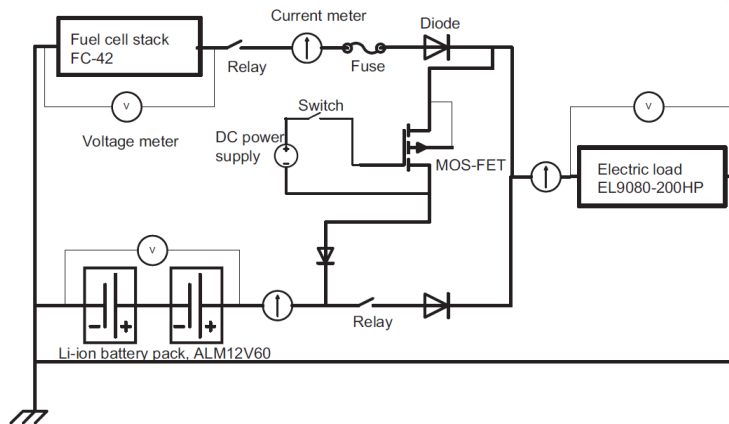 Current meter
Diode
Fuel cell stack
FC-42
Relay
Fuse
V
Voltage meter
Switch
DC power
supply
+
–
MOS-FET
V
Electric load
EL9080-200HP
V
– +
– +
Relay
Li-ion battery pack, ALM12V60